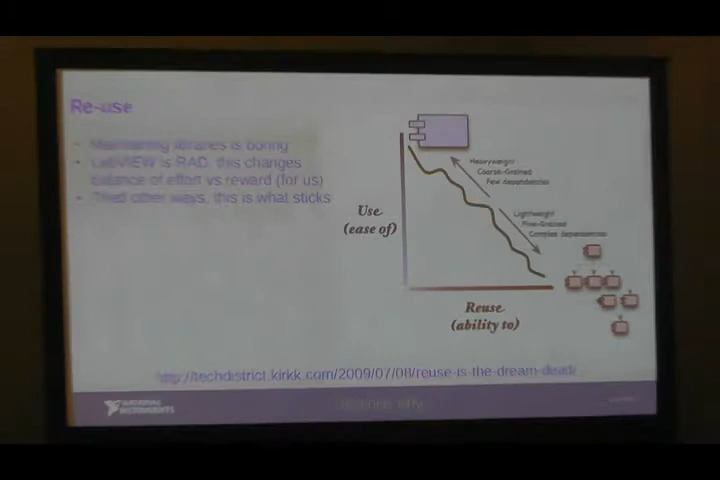 Re-use
Maintaining libraries is boring
LabVIEW is RAD, this changes
balance of effort vs reward (for us)
Tried other ways, this is what sticks
Heavyweight
Coarse-Grained
Few dependencies
Use
(ease of)
Lightweight
Fine-Grained
Complex dependencies
Reuse
(ability to)
http://techdistrict.kirkk.com/2009/07/08/reuse-is-the-dream-dead/
NATIONAL
INSTRUMENTS